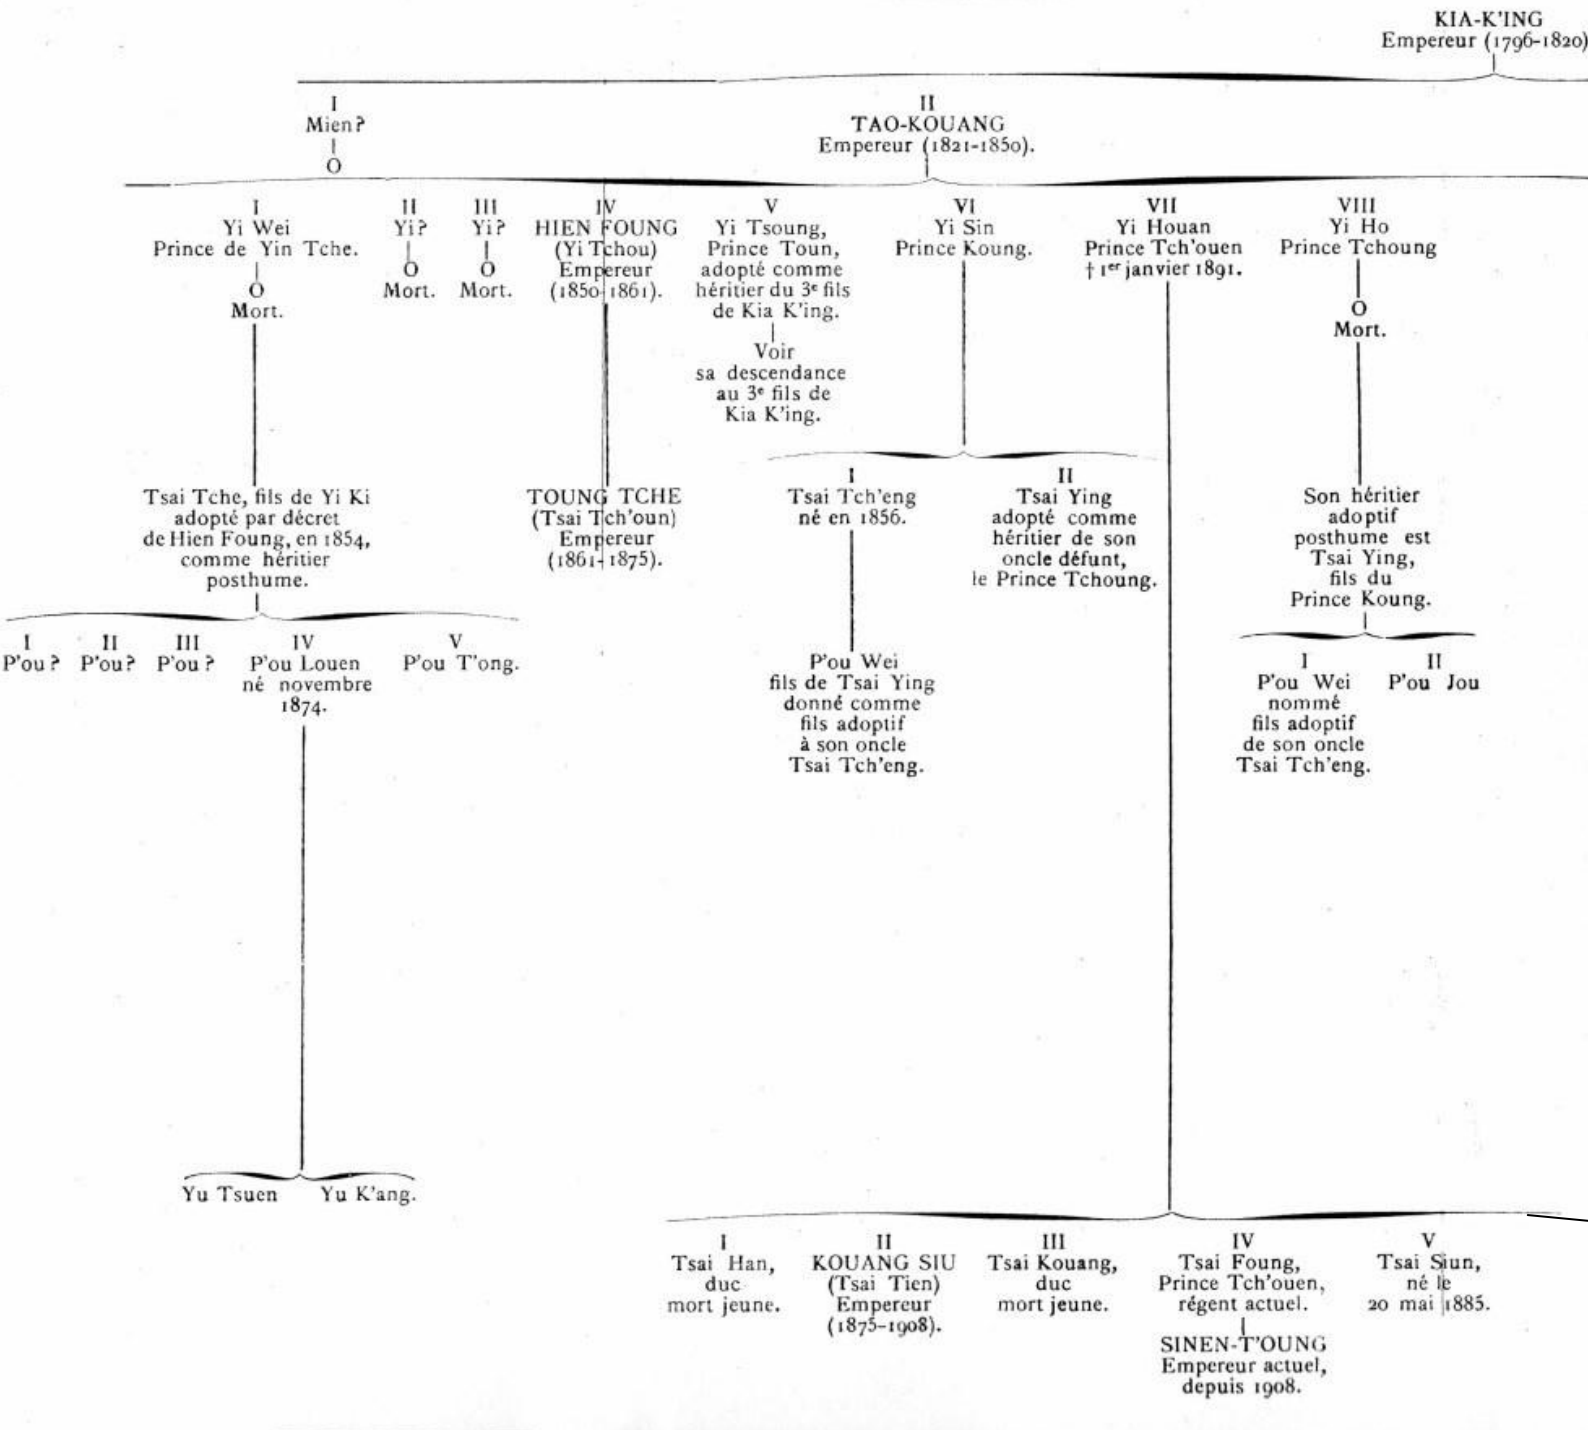 KIA-K'ING
Empereur (1796-1820)
I
Mien?
O
II
TAO-KOUANG
Empereur (1821-1850).
I
Yi Wei
Prince de Yin Tche.
O
Mort.
II
Yi?
O
Mort.
III
Yi?
O
Mort.
IV
HIEN FOUNG
(Yi Tchou)
Empereur
(1850-1861).
V
Yi Tsoung,
Prince Toun,
adopté comme
héritier du 3e fils
de Kia K'ing.
Voir
sa descendance
au 3e fils de
Kia K'ing.
VI
Yi Sin
Prince Koung.
VII
Yi Houan
Prince Tch'ouen
† 1er janvier 1891.
VIII
Yi Ho
Prince Tchoung
O
Mort.
Tsai Tche, fils de Yi Ki
adopté par décret
de Hien Foung, en 1854,
comme héritier
posthume.
TOUNG TCHE
(Tsai Tch'oun)
Empereur
(1861-1875).
I
Tsai Tch'eng
né en 1856.
II
Tsai Ying
adopté comme
héritier de son
oncle défunt,
le Prince Tchoung.
Son héritier
adoptif
posthume est
Tsai Ying,
fils du
Prince Koung.
I
P'ou?
II
P'ou?
III
P'ou?
IV
P'ou Louen
né novembre
1874.
V
P'ou T'ong.
P'ou Wei
fils de Tsai Ying
donné comme
fils adoptif
à son oncle
Tsai Tch'eng.
I
P'ou Wei
nommé
fils adoptif
de son oncle
Tsai Tch'eng.
II
P'ou Jou
Yu Tsuen
Yu K'ang.
I
Tsai Han,
duc
mort jeune.
II
KOUANG SIU
(Tsai Tien)
Empereur
(1875-1908).
III
Tsai Kouang,
duc
mort jeune.
IV
Tsai Foung,
Prince Tch'ouen,
régent actuel.
SINEN-T'OUNG
Empereur actuel,
depuis 1908.
V
Tsai Siun,
né le
20 mai 1885.